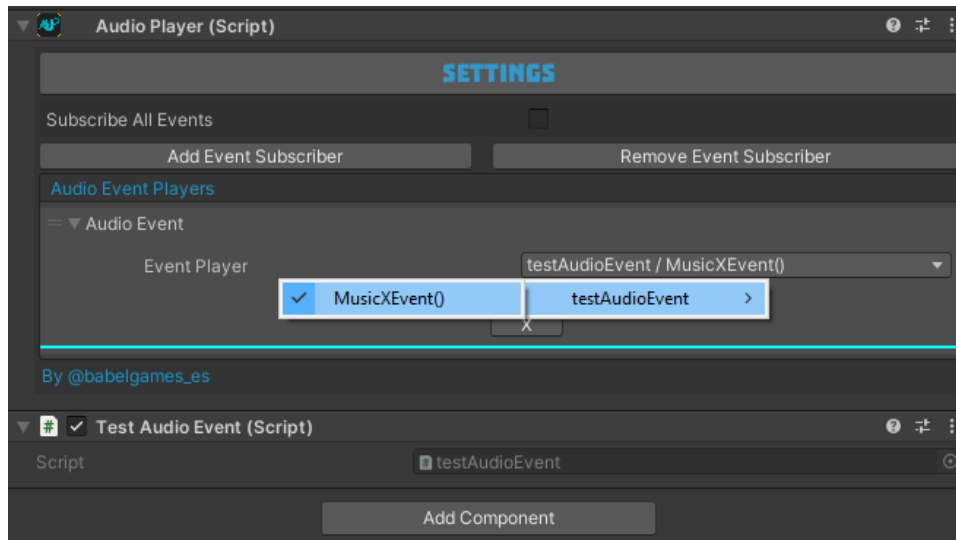 Audio Player (Script)
SETTINGS
Subscribe All Events
Add Event Subscriber Remove Event Subscriber
Audio Event Players
Audio Event
Event Player testAudioEvent / MusicXEvent()
MusicXEvent() testAudioEvent
X
By @babelgames_es
# Test Audio Event (Script)
Script # testAudioEvent
Add Component